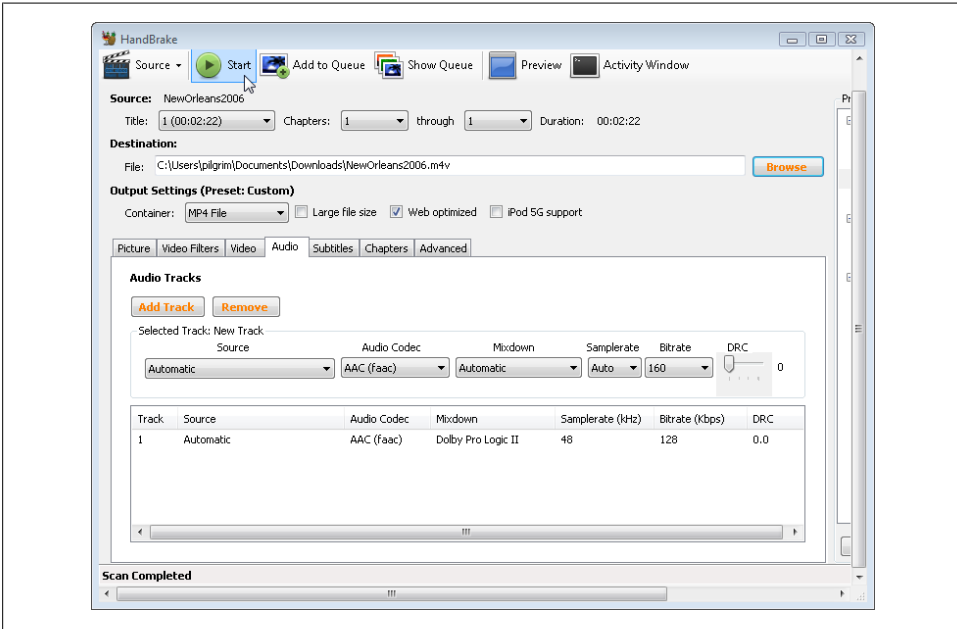 HandBrake
Source Start Add to Queue Show Queue Preview Activity Window
Source: NewOrleans2006
Title: 1 (00:02:22) Chapters: 1 through 1 Duration: 00:02:22
Destination:
File: C:\Users\pilgrim\Documents\Downloads\NewOrleans2006.m4v Browse
Output Settings (Preset: Custom)
Container: MP4 File Large file size Web optimized iPod 5G support
Picture Video Filters Video Audio Subtitles Chapters Advanced
Audio Tracks
Add Track Remove
Selected Track: New Track
Source Audio Codec Mixdown Samplerate Bitrate DRC
Automatic AAC (faac) Automatic Auto 160 0
Track Source Audio Codec Mixdown Samplerate (kHz) Bitrate (Kbps) DRC
1 Automatic AAC (faac) Dolby Pro Logic II 48 128 0.0
Scan Completed